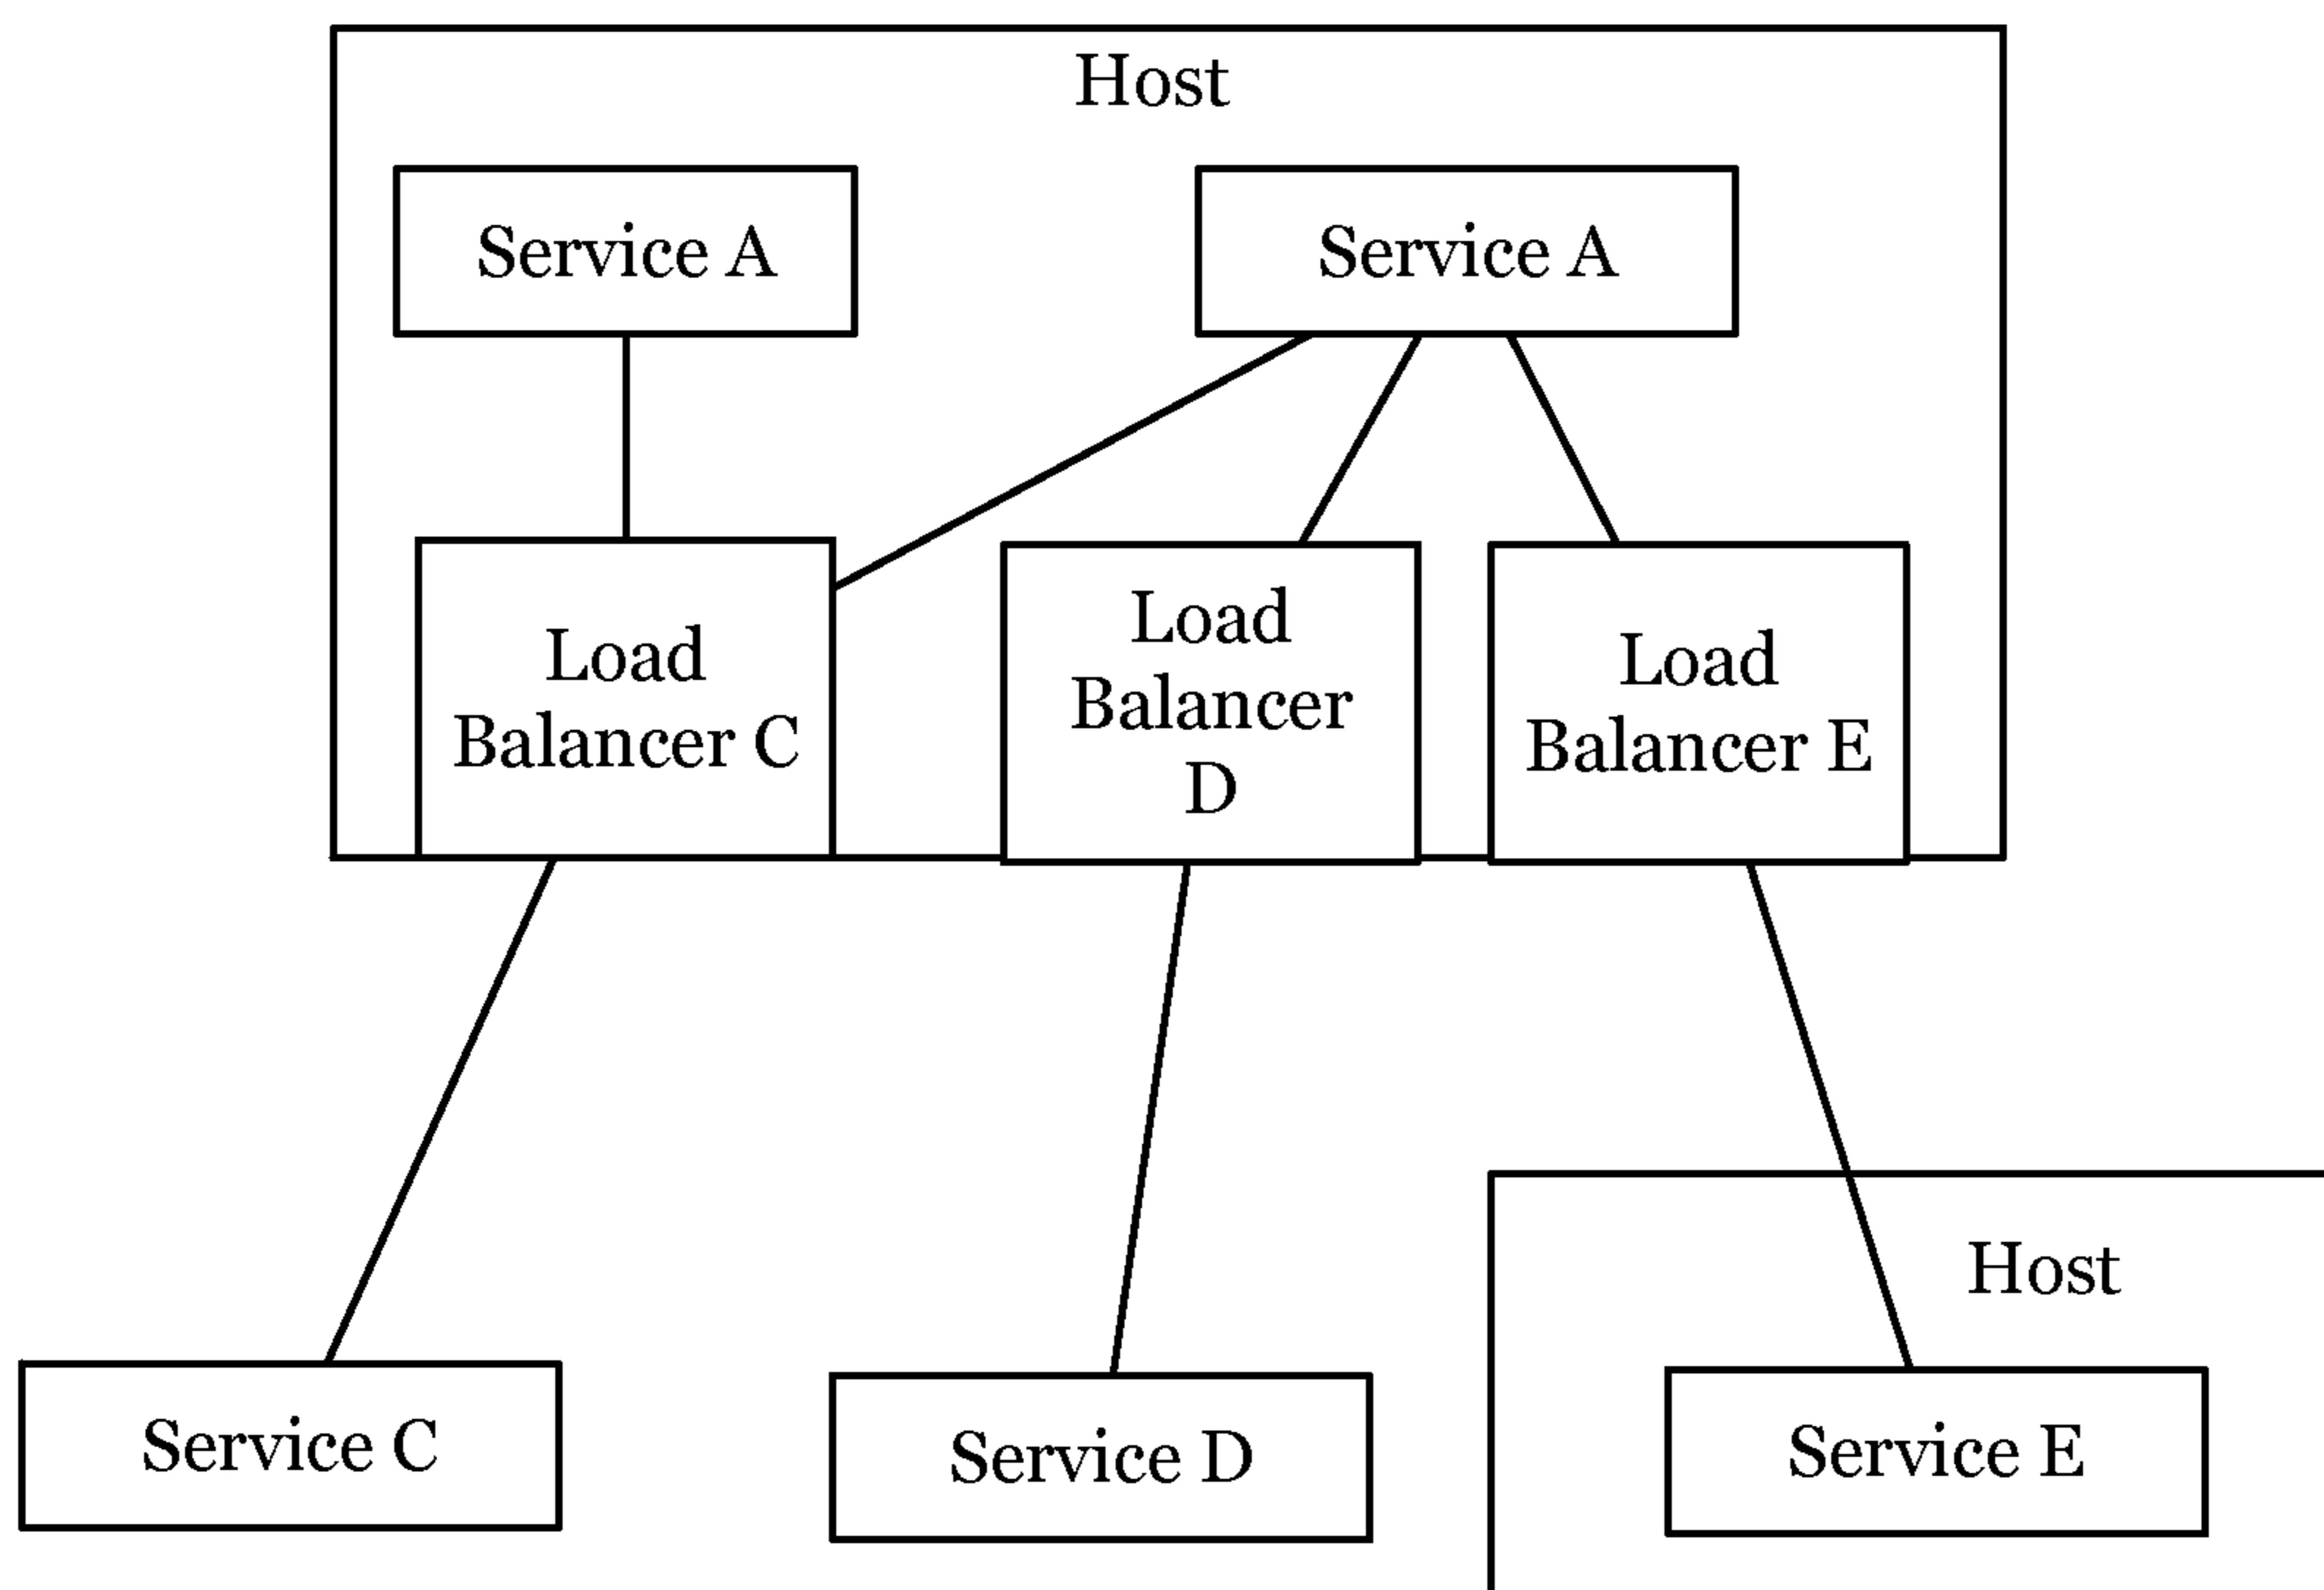 Host
Service A
Service A
Load
Balancer C
Load
Balancer
D
Load
Balancer E
Host
Service C
Service D
Service E